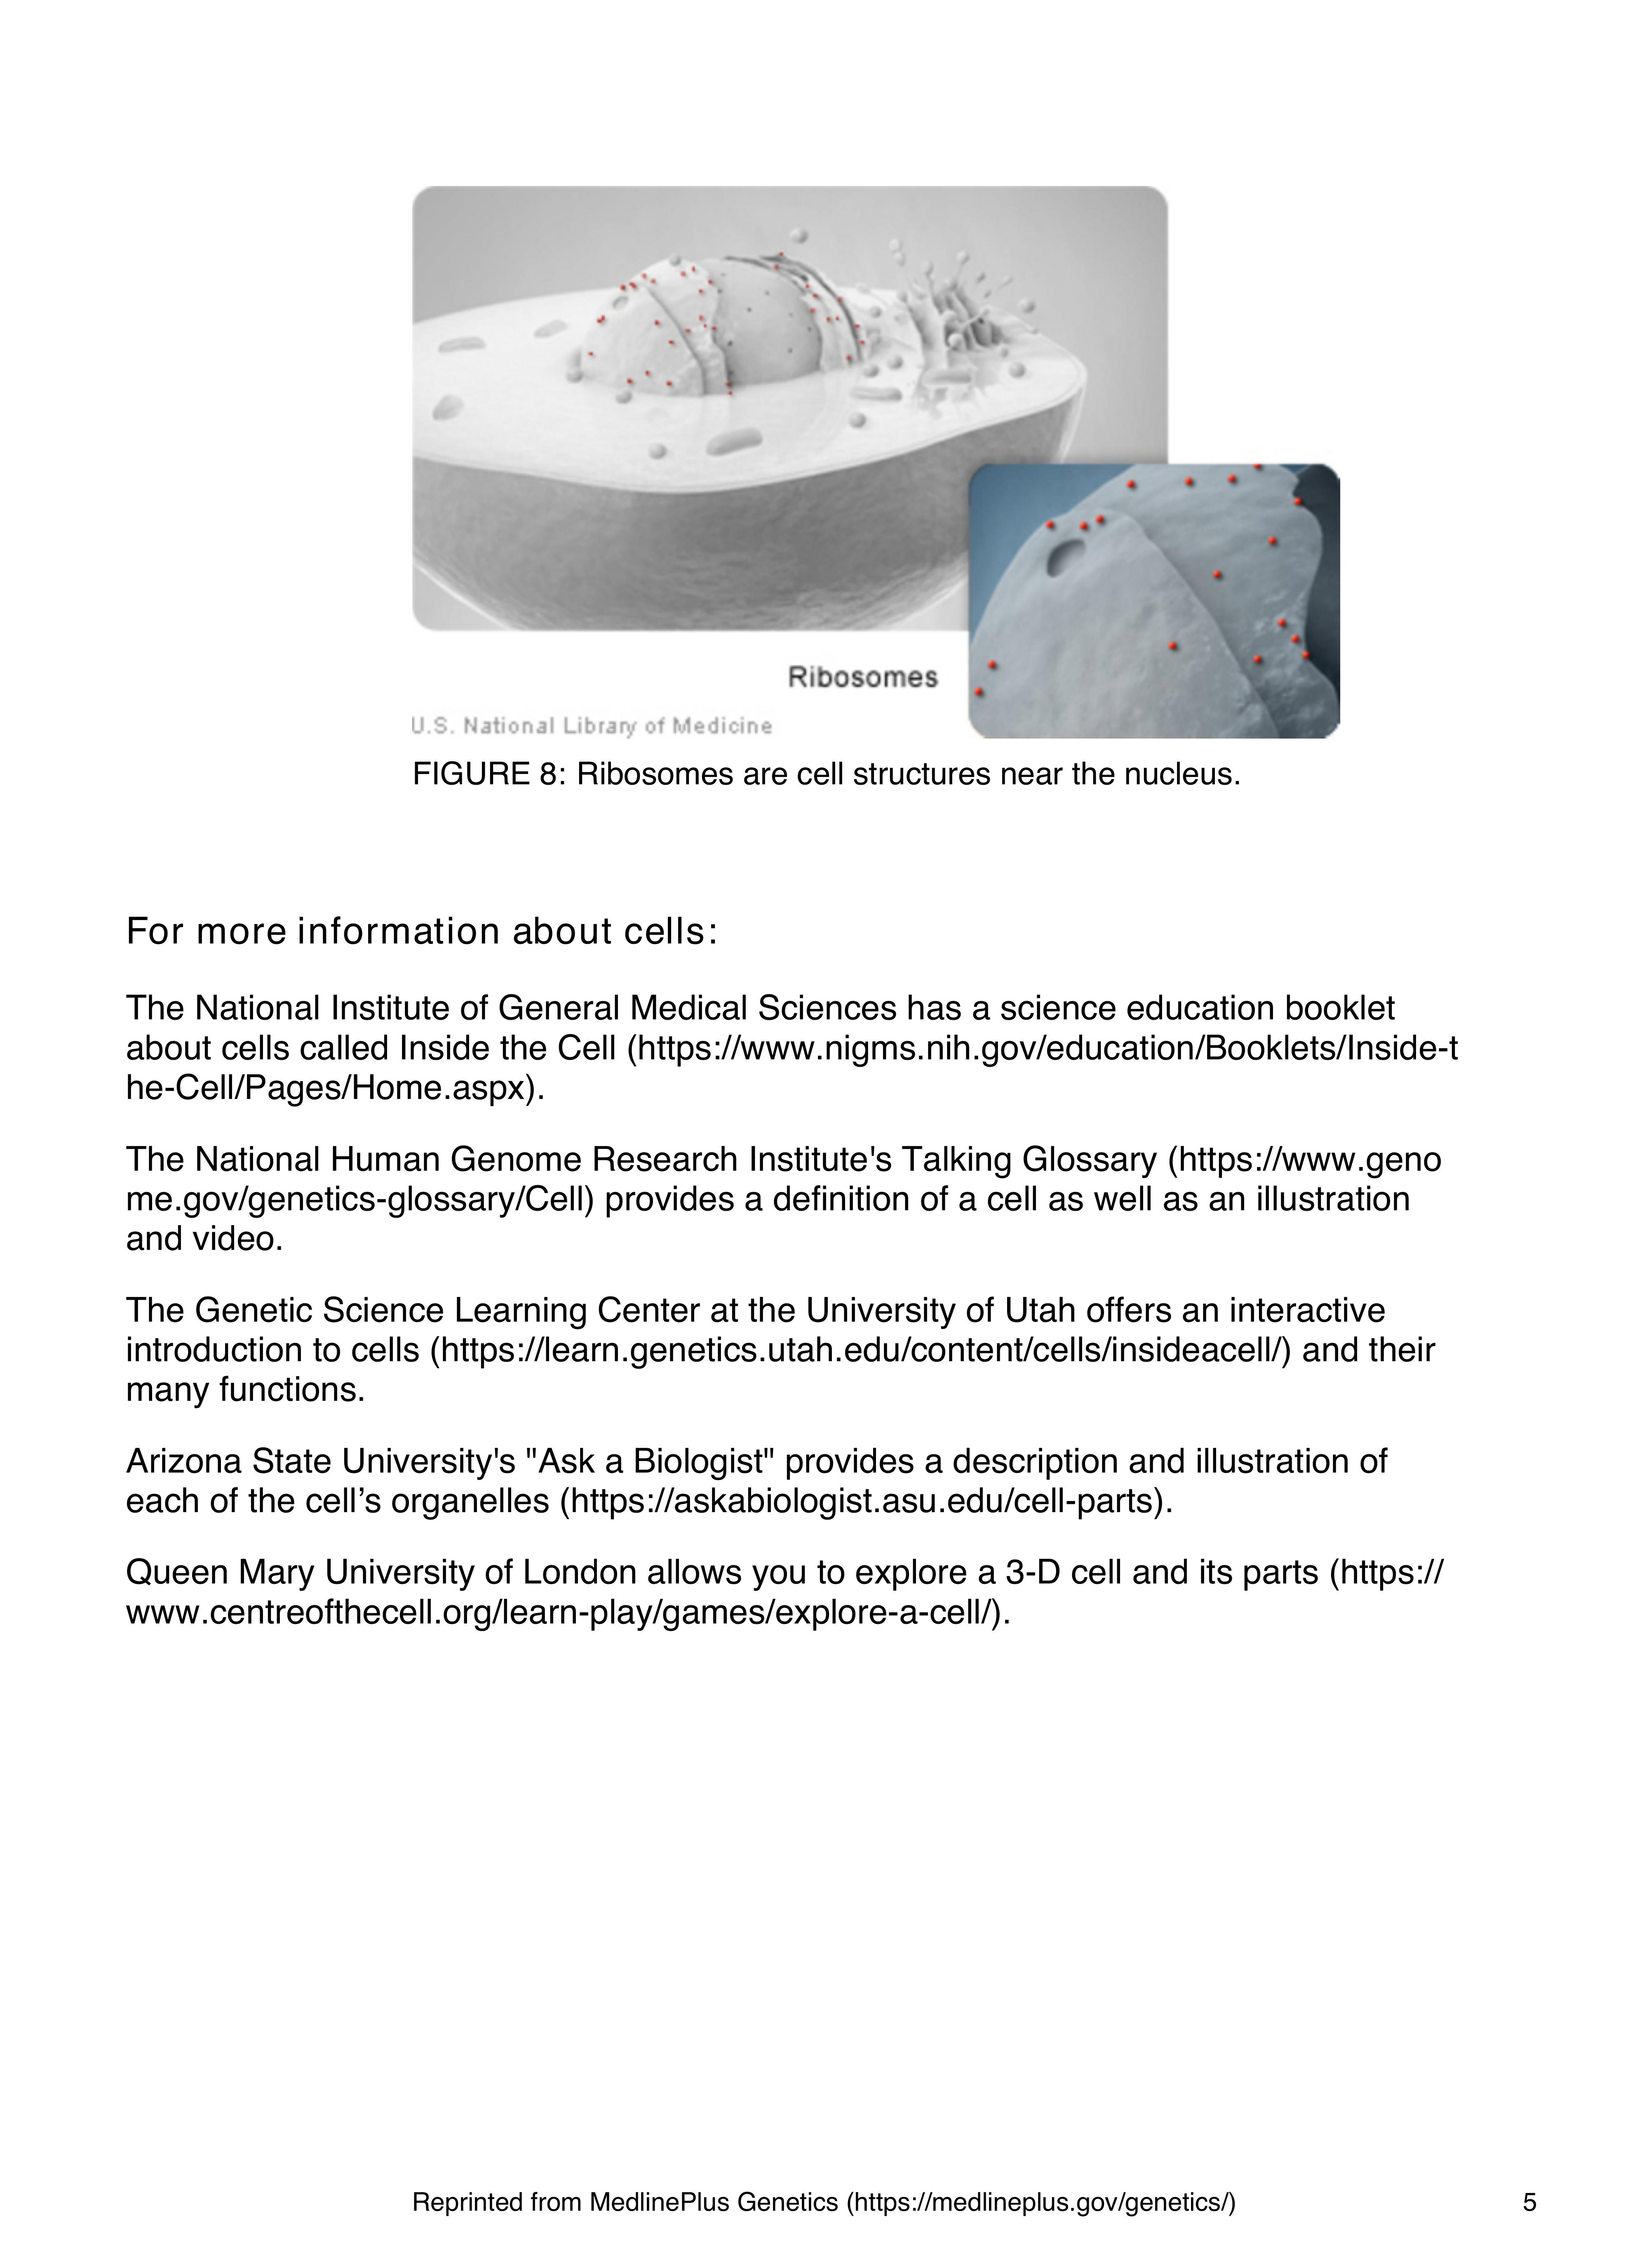 Ribosomes
U.S. National Library of Medicine
FIGURE 8: Ribosomes are cell structures near the nucleus.
For more information about cells:
The National Institute of General Medical Sciences has a science education booklet
about cells called Inside the Cell (https://www.nigms.nih.gov/education/Booklets/Inside-t
he-Cell/Pages/Home.aspx).
The National Human Genome Research Institute's Talking Glossary (https://www.geno
me.gov/genetics-glossary/Cell) provides a definition of a cell as well as an illustration
and video.
The Genetic Science Learning Center at the University of Utah offers an interactive
introduction to cells (https://learn.genetics.utah.edu/content/cells/insideacell/) and their
many functions.
Arizona State University's "Ask a Biologist" provides a description and illustration of
each of the cell’s organelles (https://askabiologist.asu.edu/cell-parts).
Queen Mary University of London allows you to explore a 3-D cell and its parts (https://
www.centreofthecell.org/learn-play/games/explore-a-cell/).
Reprinted from MedlinePlus Genetics (https://medlineplus.gov/genetics/) 5